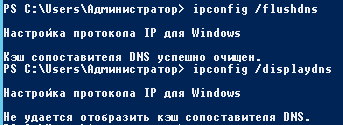 PS C:\Users\Администратор> ipconfig /flushdns
Настройка протокола IP для Windows
Кэш сопоставителя DNS успешно очищен.
PS C:\Users\Администратор> ipconfig /displaydns
Настройка протокола IP для Windows
Не удается отобразить кэш сопоставителя DNS.